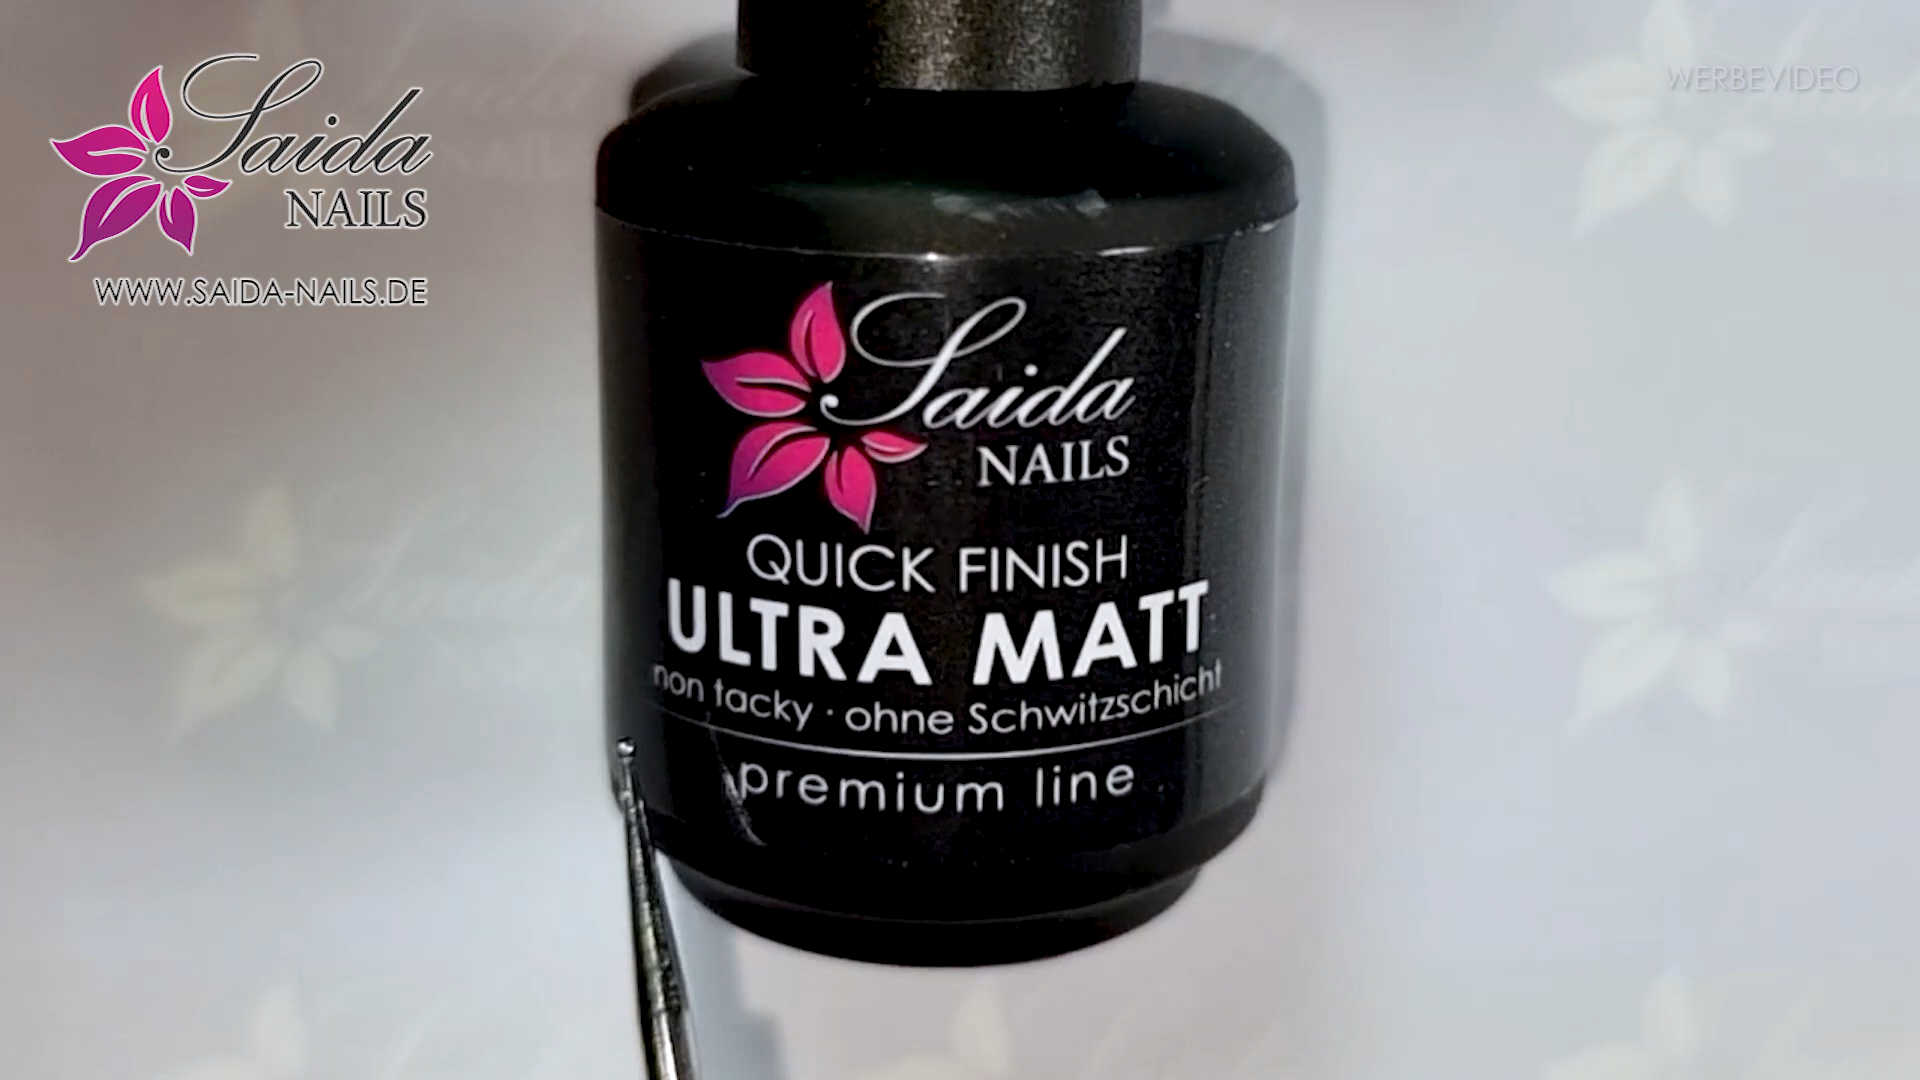 Saida
NAILS
WWW.SAIDA-NAILS.DE
WERBEVIDEO
Saida
NAILS
QUICK FINISH
ULTRA MATT
non tacky · ohne Schwitzschicht
premium line